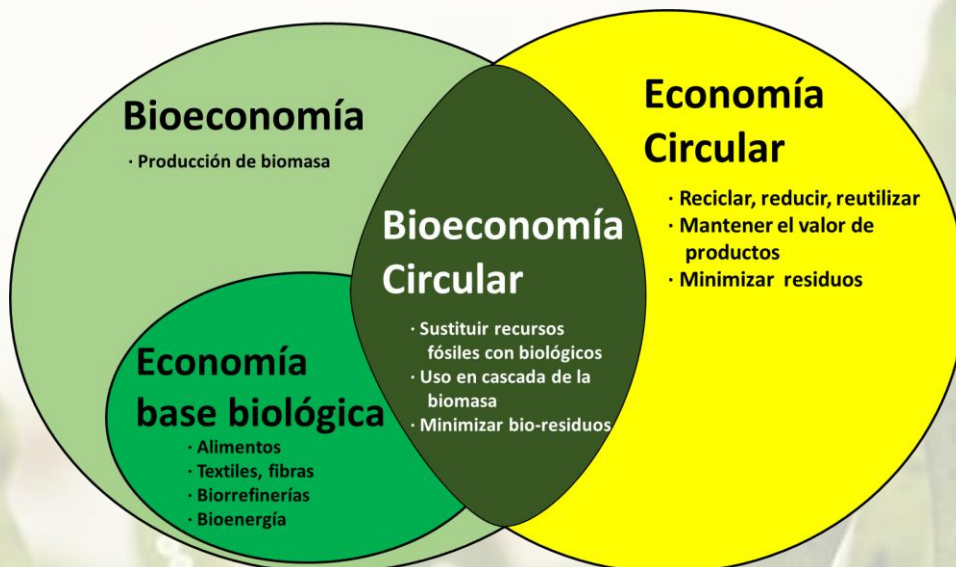 Bioeconomía
· Producción de biomasa
Economía
base biológica
· Alimentos
· Textiles, fibras
· Biorrefinerías
· Bioenergía
Bioeconomía
Circular
· Sustituir recursos
fósiles con biológicos
· Uso en cascada de la
biomasa
· Minimizar bio-residuos
Economía
Circular
· Reciclar, reducir, reutilizar
· Mantener el valor de
productos
· Minimizar residuos